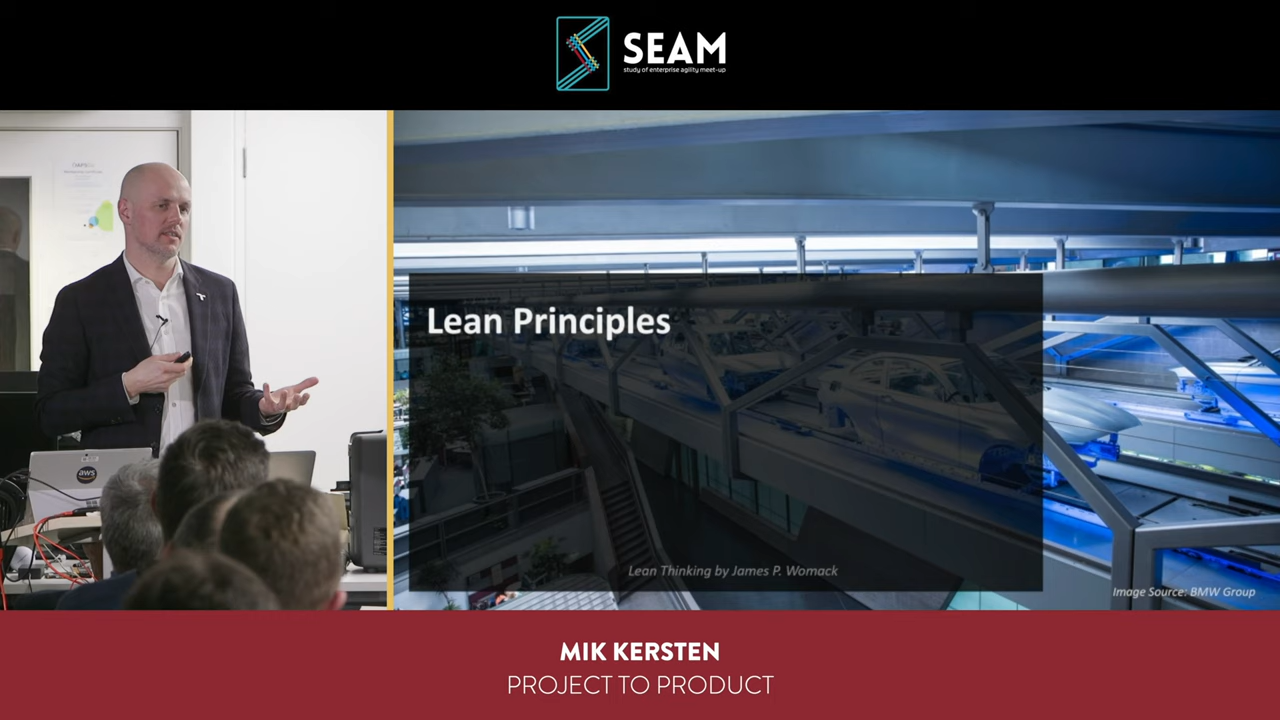 SEAM
study of enterprise agility meet-up
aws
Lean Principles
Lean Thinking by James P. Womack
Image Source: BMW Group
MIK KERSTEN
PROJECT TO PRODUCT